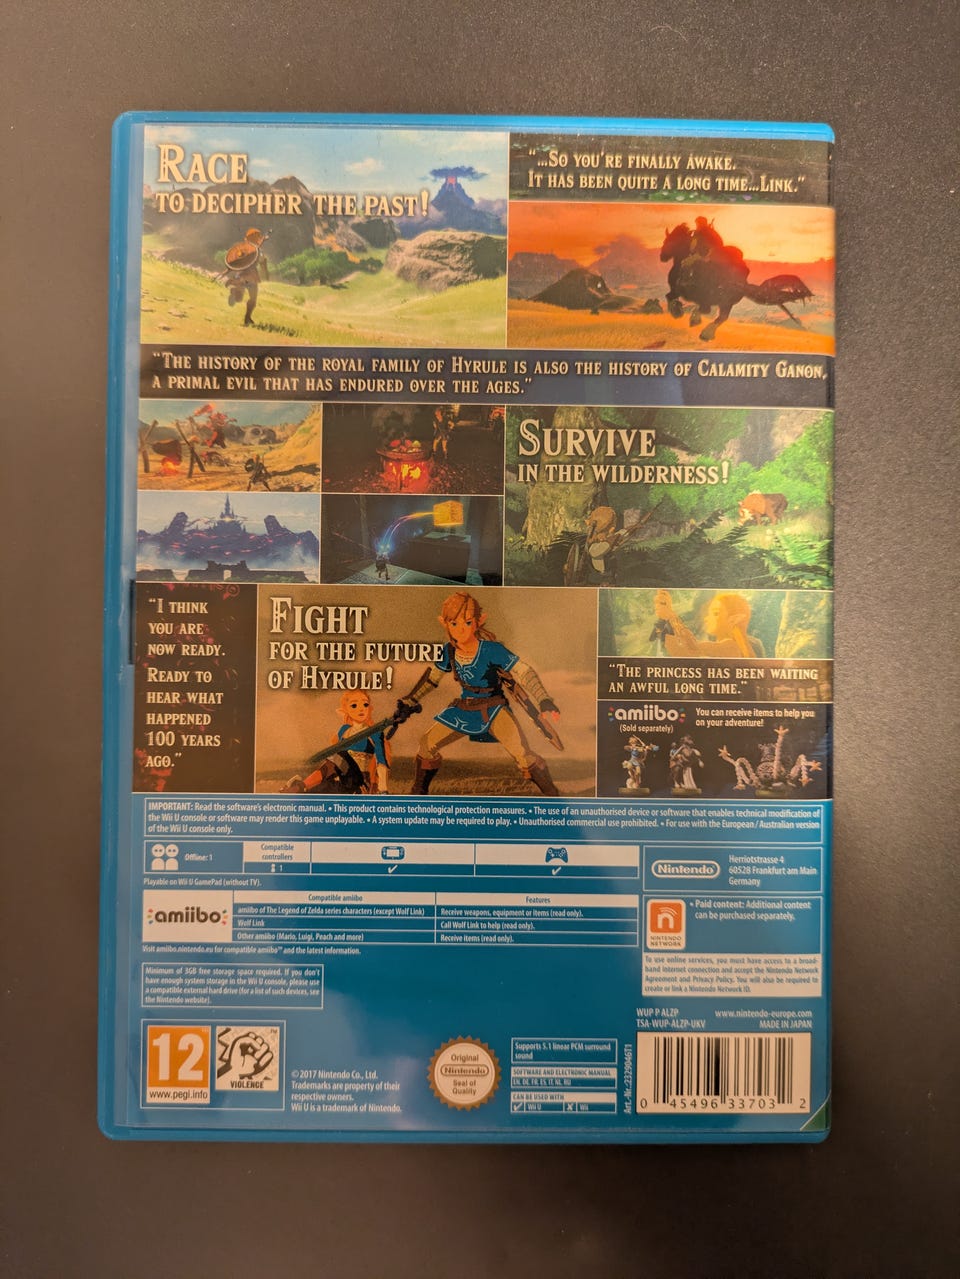 RACE
TO DECIPHER THE PAST!
"...SO YOU'RE FINALLY AWAKE.
IT HAS BEEN QUITE A LONG TIME...LINK."
"THE HISTORY OF THE ROYAL FAMILY OF HYRULE IS ALSO THE HISTORY OF CALAMITY GANON,
A PRIMAL EVIL THAT HAS ENDURED OVER THE AGES."
SURVIVE
IN THE WILDERNESS!
"I THINK
YOU ARE
NOW READY.
READY TO
HEAR WHAT
HAPPENED
100 YEARS
AGO."
FIGHT
FOR THE FUTURE
OF HYRULE!
"THE PRINCESS HAS BEEN WAITING
AN AWFUL LONG TIME."
amiibo
(Sold separately)
You can receive items to help you
on your adventure!
IMPORTANT: Read the software's electronic manual. • This product contains technological protection measures. • The use of an unauthorised device or software that enables technical modification of
the Wii U console or software may render this game unplayable. • A system update may be required to play. • Unauthorised commercial use prohibited. • For use with the European / Australian version
of the Wii U console only.
Offline: 1
Compatible
controllers
1
Playable on Wii U GamePad (without TV).
Nintendo
Herriotstrasse 4
60528 Frankfurt am Main
Germany
amiibo
Compatible amiibo
Features
amiibo of The Legend of Zelda series characters (except Wolf Link)
Receive weapons, equipment or items (read only).
Wolf Link
Call Wolf Link to help (read only).
Other amiibo (Mario, Luigi, Peach and more)
Receive items (read only).
Visit amiibo.nintendo.eu for compatible amiibo™ and the latest information.
NINTENDO
NETWORK
• Paid content: Additional content
can be purchased separately.
To use online services, you must have access to a broad-
band internet connection and accept the Nintendo Network
Agreement and Privacy Policy. You will also be required to
create or link a Nintendo Network ID.
Minimum of 3GB free storage space required. If you don't
have enough system storage in the Wii U console, please use
a compatible external hard drive (for a list of such devices, see
the Nintendo website).
WUP P ALZP
www.nintendo-europe.com
TSA-WUP-ALZP-UKV
MADE IN JAPAN
12
www.pegi.info
VIOLENCE
©2017 Nintendo Co., Ltd.
Trademarks are property of their
respective owners.
Wii U is a trademark of Nintendo.
Original
Nintendo
Seal of
Quality
Supports 5.1 linear PCM surround
sound
SOFTWARE AND ELECTRONIC MANUAL
EN, DE, FR, ES, IT, NL, RU
CAN BE USED WITH
Wii U
Wii
Art.-Nr.:2329046T1
0 45496 33703 2